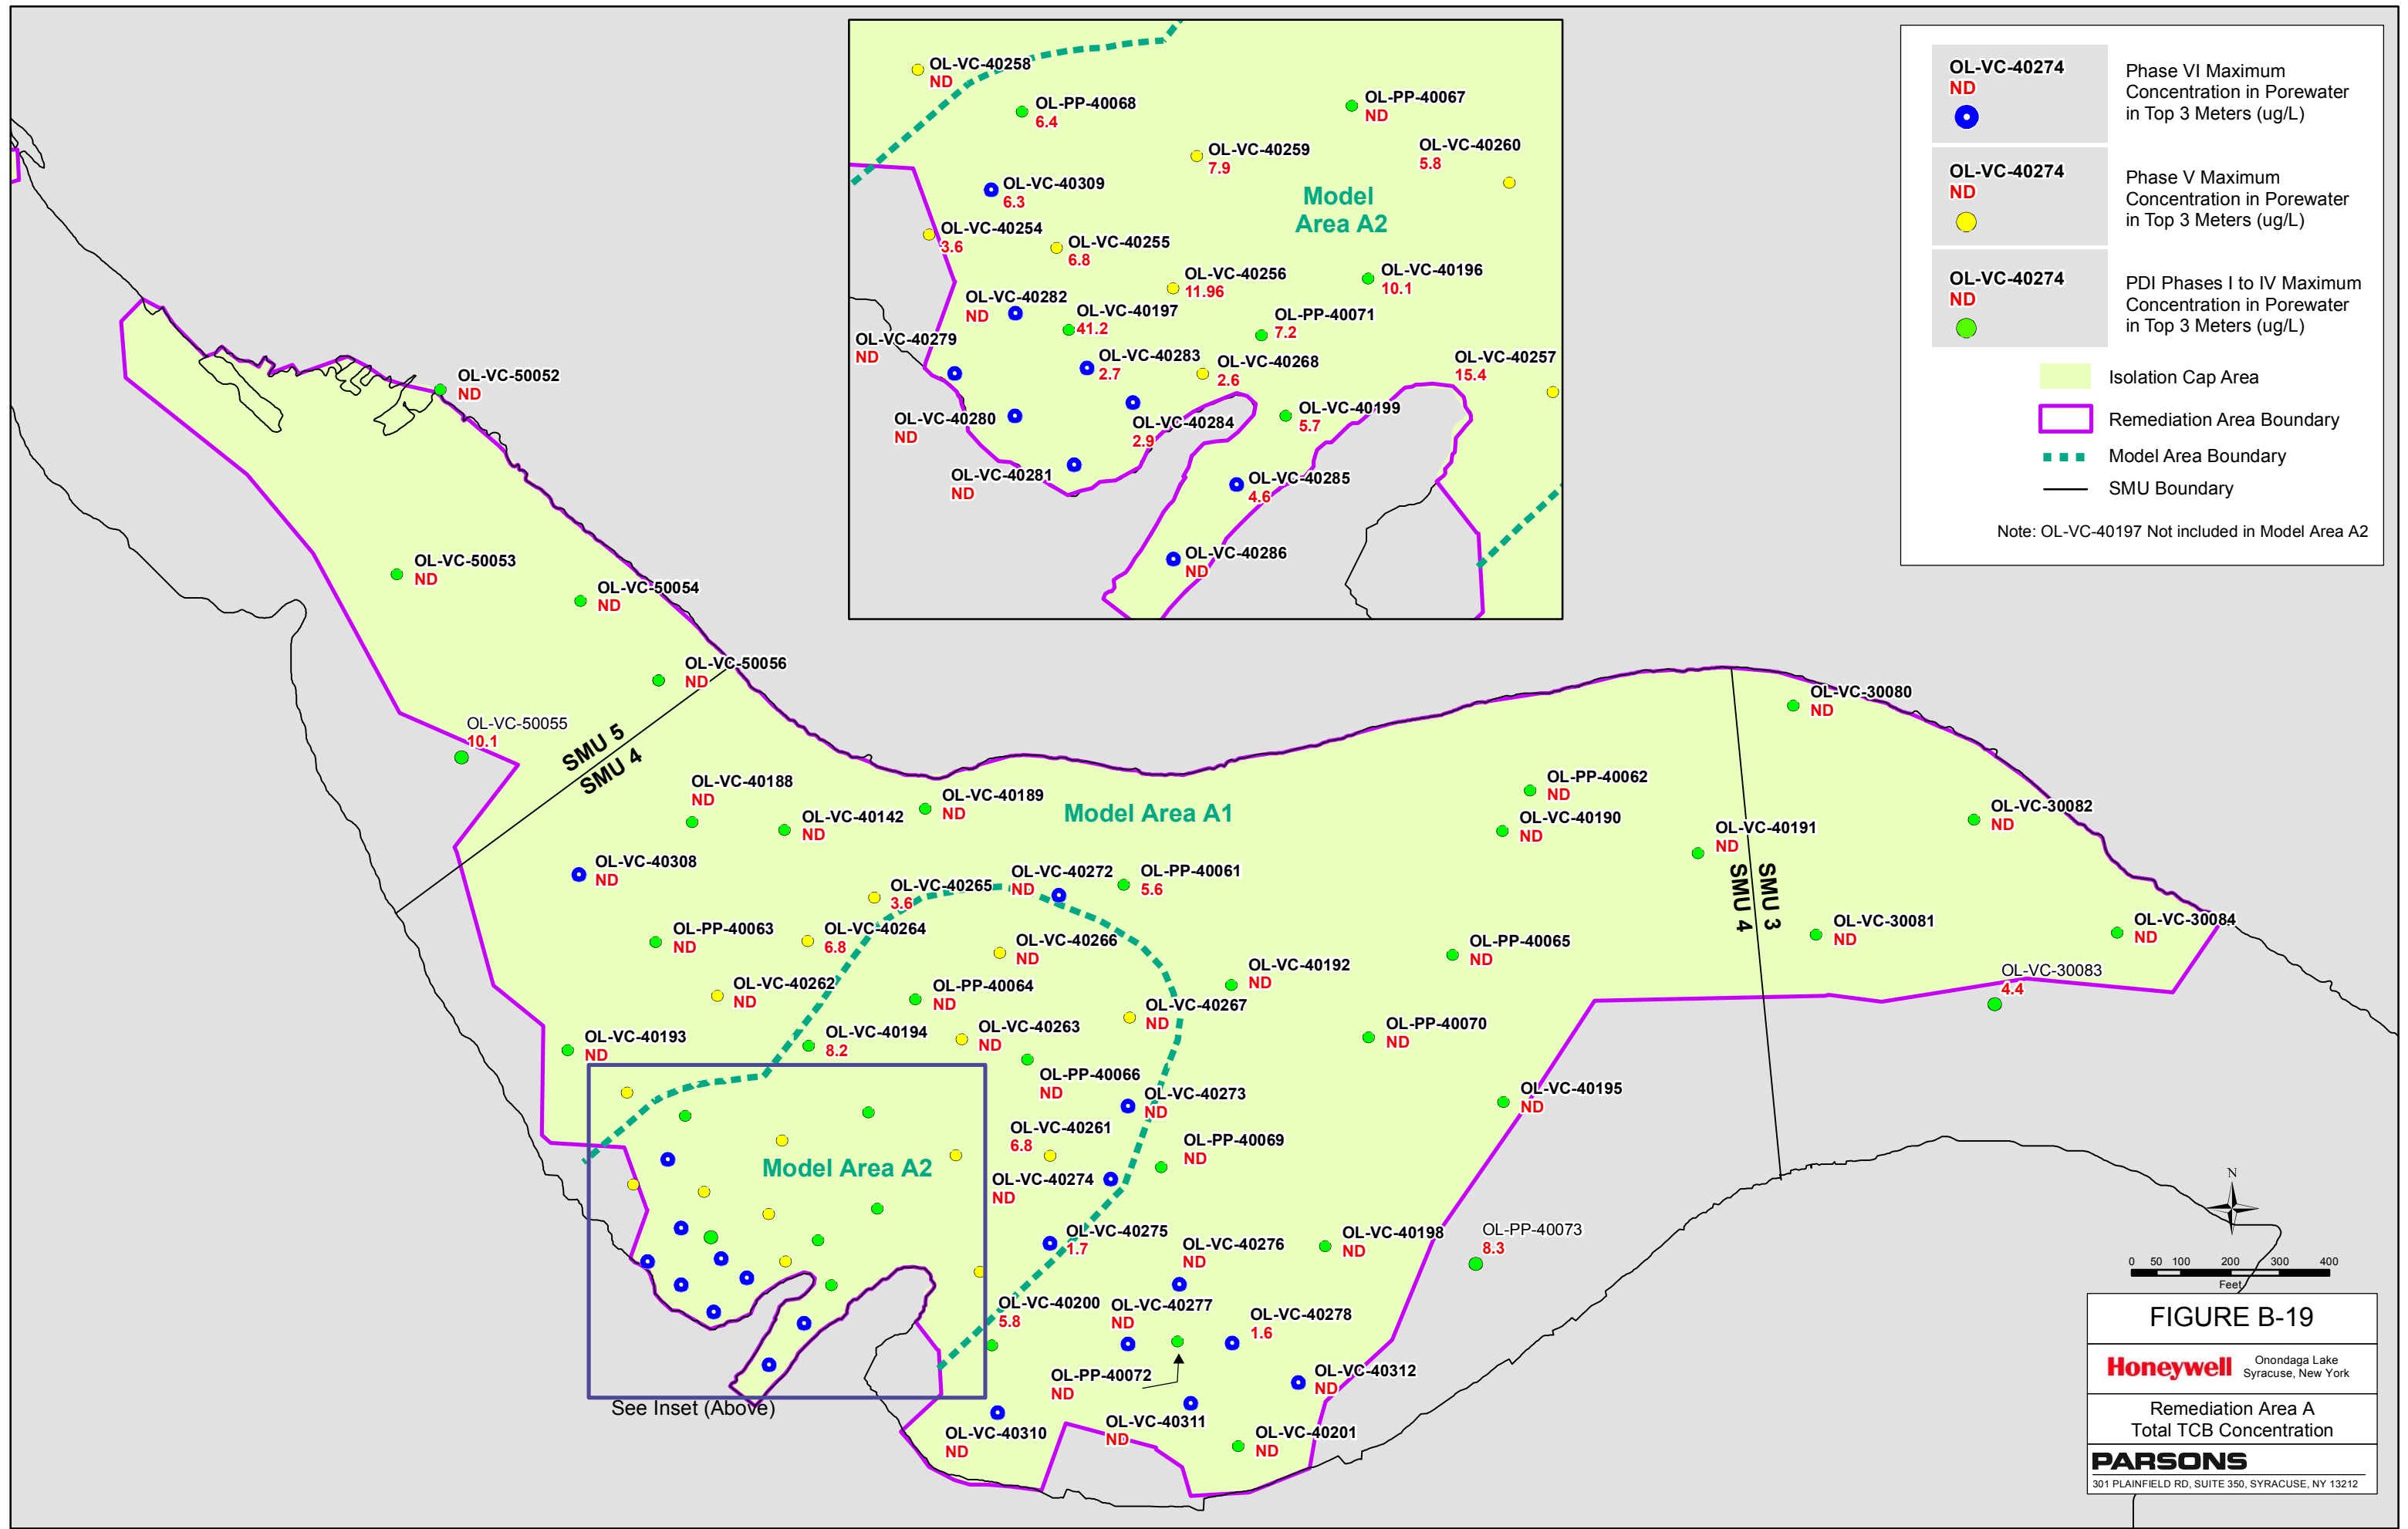 OL-VC-40258
ND
OL-PP-40068
6.4
OL-PP-40067
ND
OL-VC-40259
7.9
OL-VC-40260
5.8
OL-VC-40309
6.3
Model
Area A2
OL-VC-40254
3.6
OL-VC-40255
6.8
OL-VC-40256
11.96
OL-VC-40196
10.1
OL-VC-40282
ND
OL-VC-40197
41.2
OL-PP-40071
7.2
OL-VC-40279
ND
OL-VC-40283
2.7
OL-VC-40268
2.6
OL-VC-40257
15.4
OL-VC-40280
ND
OL-VC-40284
2.9
OL-VC-40199
5.7
OL-VC-40281
ND
OL-VC-40285
4.6
OL-VC-40286
ND
OL-VC-40274
ND
Phase VI Maximum
Concentration in Porewater
in Top 3 Meters (ug/L)
OL-VC-40274
ND
Phase V Maximum
Concentration in Porewater
in Top 3 Meters (ug/L)
OL-VC-40274
ND
PDI Phases I to IV Maximum
Concentration in Porewater
in Top 3 Meters (ug/L)
Isolation Cap Area
Remediation Area Boundary
Model Area Boundary
SMU Boundary
Note: OL-VC-40197 Not included in Model Area A2
OL-VC-50052
ND
OL-VC-50053
ND
OL-VC-50054
ND
OL-VC-50056
ND
OL-VC-50055
10.1
SMU 5
SMU 4
OL-VC-30080
ND
OL-VC-40188
ND
OL-VC-40142
ND
OL-VC-40189
ND
Model Area A1
OL-PP-40062
ND
OL-VC-40190
ND
OL-VC-40191
ND
OL-VC-30082
ND
OL-VC-40308
ND
OL-VC-40265
3.6
OL-VC-40272
ND
OL-PP-40061
5.6
SMU 4
SMU 3
OL-PP-40063
ND
OL-VC-40264
6.8
OL-VC-40266
ND
OL-PP-40065
ND
OL-VC-30081
ND
OL-VC-30084
ND
OL-VC-40262
ND
OL-PP-40064
ND
OL-VC-40192
ND
OL-VC-30083
4.4
OL-VC-40267
ND
OL-VC-40193
ND
OL-VC-40194
8.2
OL-VC-40263
ND
OL-PP-40070
ND
OL-PP-40066
ND
OL-VC-40273
ND
OL-VC-40195
ND
OL-VC-40261
6.8
OL-PP-40069
ND
Model Area A2
OL-VC-40274
ND
OL-VC-40275
1.7
OL-VC-40276
ND
OL-VC-40198
ND
OL-PP-40073
8.3
OL-VC-40200
5.8
OL-VC-40277
ND
OL-VC-40278
1.6
OL-PP-40072
ND
OL-VC-40312
ND
See Inset (Above)
OL-VC-40310
ND
OL-VC-40311
ND
OL-VC-40201
ND
N
0 50 100 200 300 400
Feet
FIGURE B-19
Honeywell
Onondaga Lake
Syracuse, New York
Remediation Area A
Total TCB Concentration
PARSONS
301 PLAINFIELD RD, SUITE 350, SYRACUSE, NY 13212